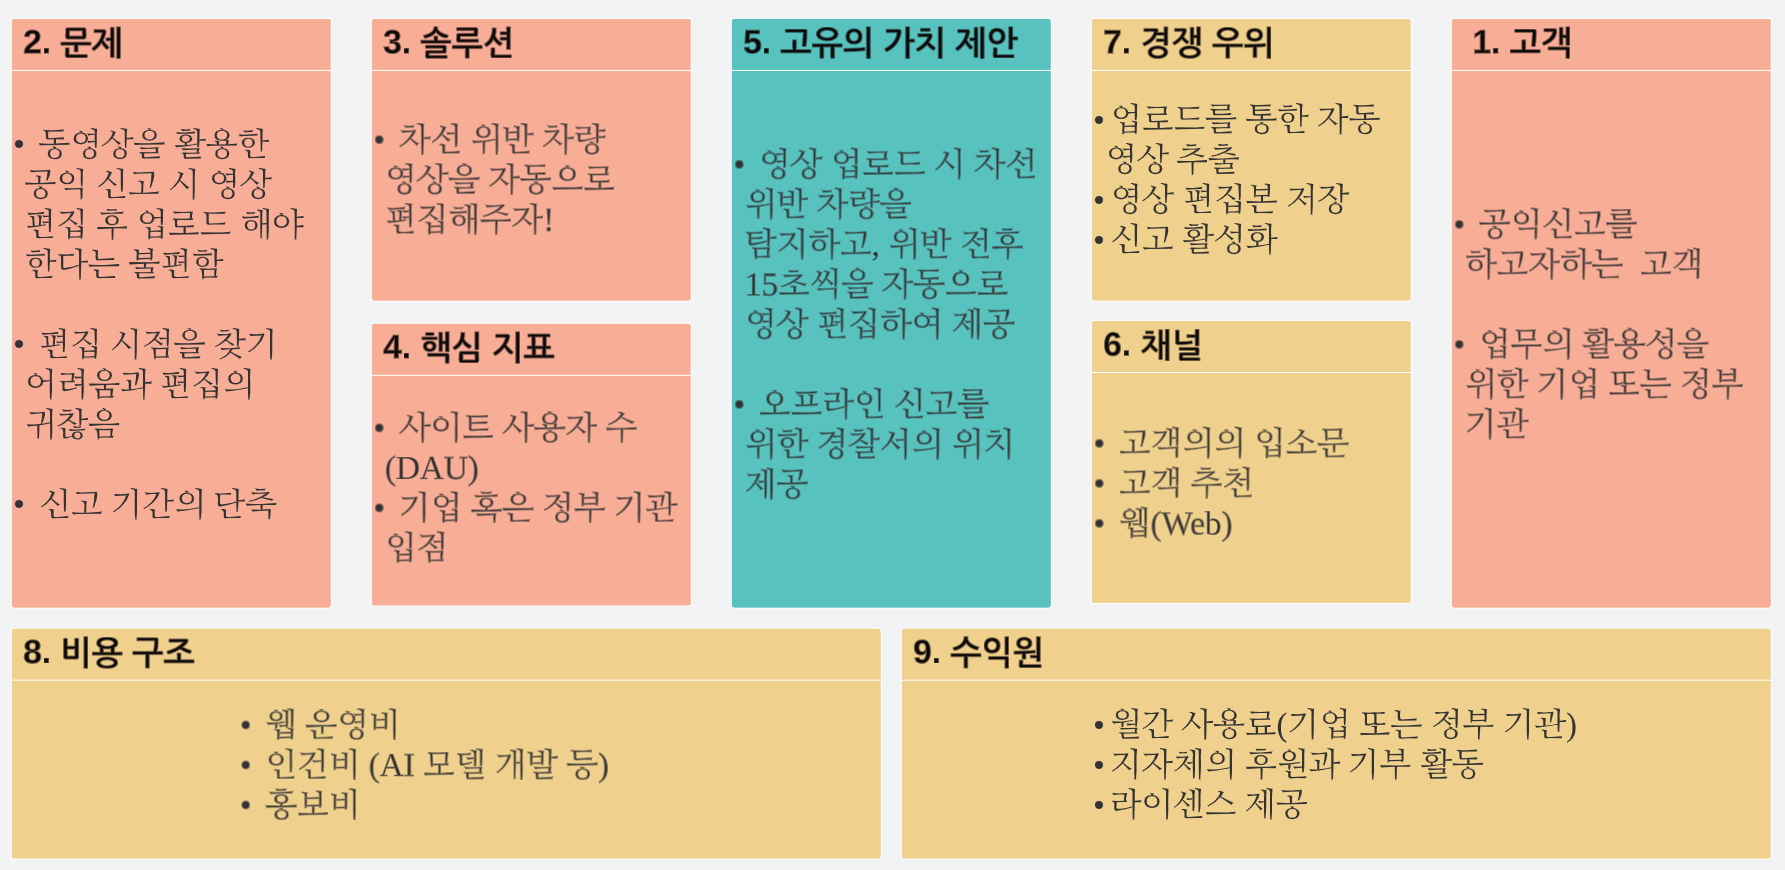 2. 문제
• 동영상을 활용한
공익 신고 시 영상
편집 후 업로드 해야
한다는 불편함
• 편집 시점을 찾기
어려움과 편집의
귀찮음
• 신고 기간의 단축
3. 솔루션
• 차선 위반 차량
영상을 자동으로
편집해주자!
4. 핵심 지표
• 사이트 사용자 수
(DAU)
• 기업 혹은 정부 기관
입점
5. 고유의 가치 제안
• 영상 업로드 시 차선
위반 차량을
탐지하고, 위반 전후
15초씩을 자동으로
영상 편집하여 제공
• 오프라인 신고를
위한 경찰서의 위치
제공
7. 경쟁 우위
• 업로드를 통한 자동
영상 추출
• 영상 편집본 저장
• 신고 활성화
6. 채널
• 고객의의 입소문
• 고객 추천
• 웹(Web)
1. 고객
• 공익신고를
하고자하는 고객
• 업무의 활용성을
위한 기업 또는 정부
기관
8. 비용 구조
• 웹 운영비
• 인건비 (AI 모델 개발 등)
• 홍보비
9. 수익원
• 월간 사용료(기업 또는 정부 기관)
• 지자체의 후원과 기부 활동
• 라이센스 제공